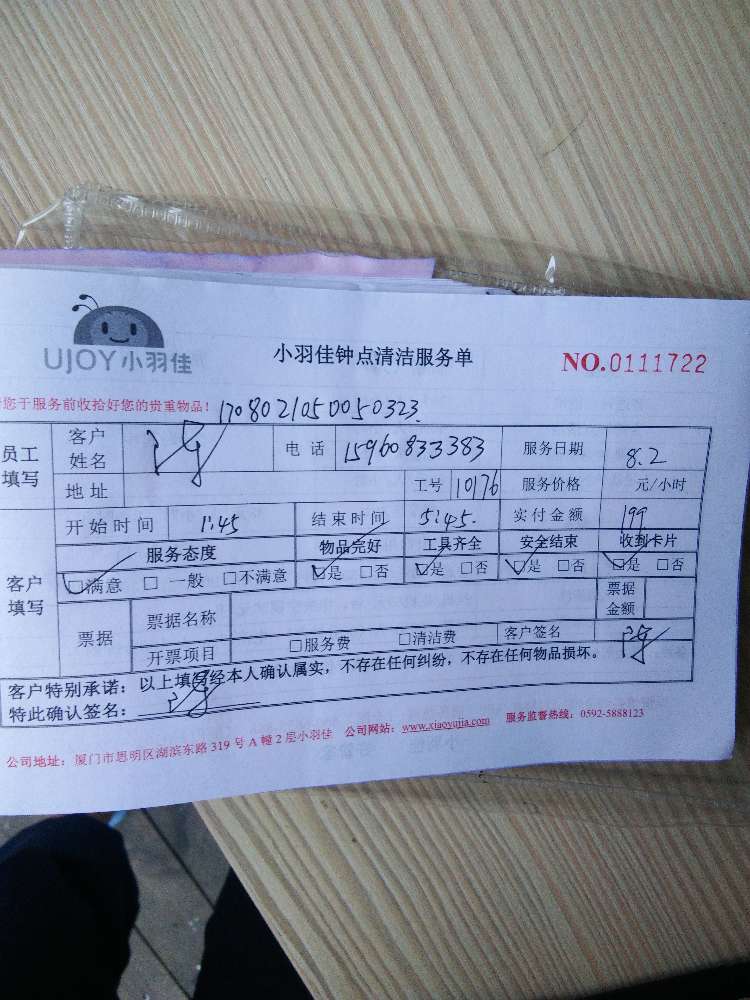 UJOY小羽佳
小羽佳钟点清洁服务单
NO.0111722
您于服务前收拾好您的贵重物品！ 1708021050050323
员工填写 客户姓名 电话 15960833383 服务日期 8.2
地址 工号 10176 服务价格 元/小时
开始时间 1:45 结束时间 5:45. 实付金额 199
客户填写 服务态度 物品完好 工具齐全 安全结束 收到卡片
☑满意 □一般 □不满意 ☑是 □否 ☑是 □否 ☑是 □否 ☑是 □否
票据 票据名称 票据金额
开票项目 □服务费 □清洁费 客户签名
客户特别承诺：以上填写经本人确认属实，不存在任何纠纷，不存在任何物品损坏。
特此确认签名：
公司地址：厦门市思明区湖滨东路 319 号 A 幢 2 层小羽佳 公司网站：www.xiaoyujia.com 服务监督热线：0592-5888123